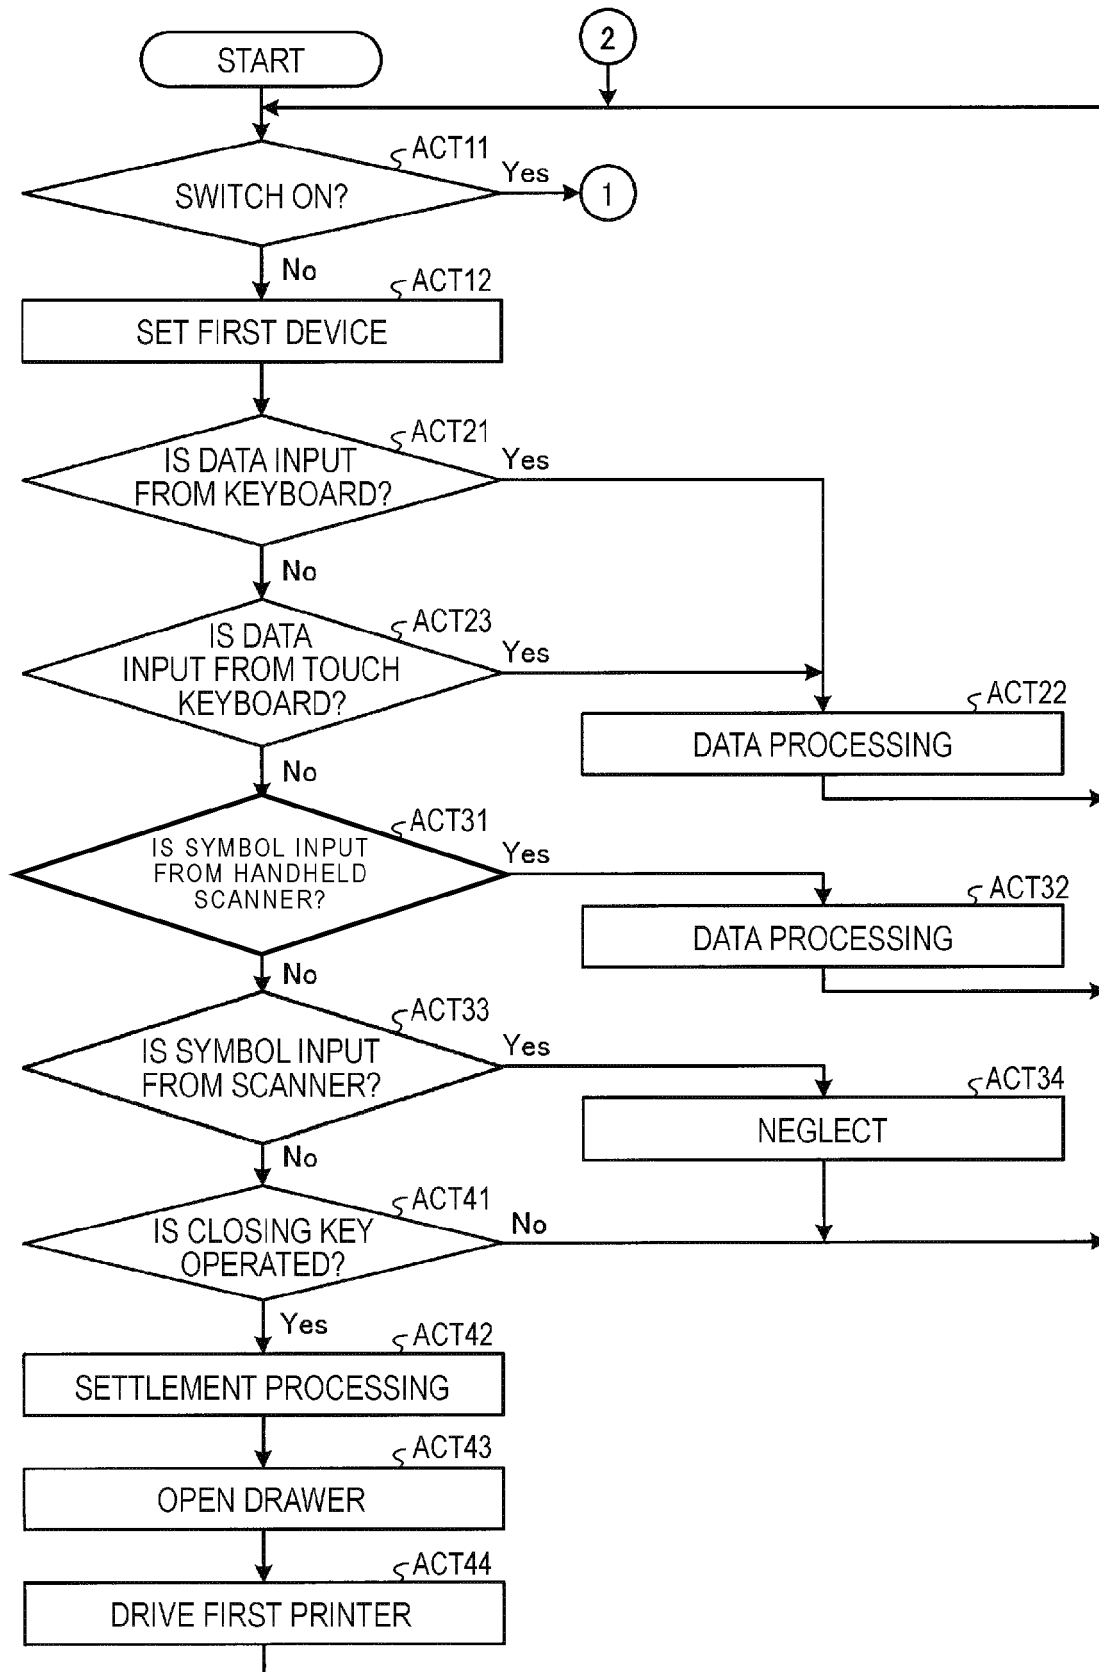 START
2
ACT11
SWITCH ON?
Yes
1
No
ACT12
SET FIRST DEVICE
ACT21
IS DATA INPUT
FROM KEYBOARD?
Yes
No
ACT23
IS DATA
INPUT FROM TOUCH
KEYBOARD?
Yes
ACT22
DATA PROCESSING
No
ACT31
IS SYMBOL INPUT
FROM HANDHELD
SCANNER?
Yes
ACT32
DATA PROCESSING
No
ACT33
IS SYMBOL INPUT
FROM SCANNER?
Yes
ACT34
NEGLECT
No
ACT41
IS CLOSING KEY
OPERATED?
No
Yes
ACT42
SETTLEMENT PROCESSING
ACT43
OPEN DRAWER
ACT44
DRIVE FIRST PRINTER